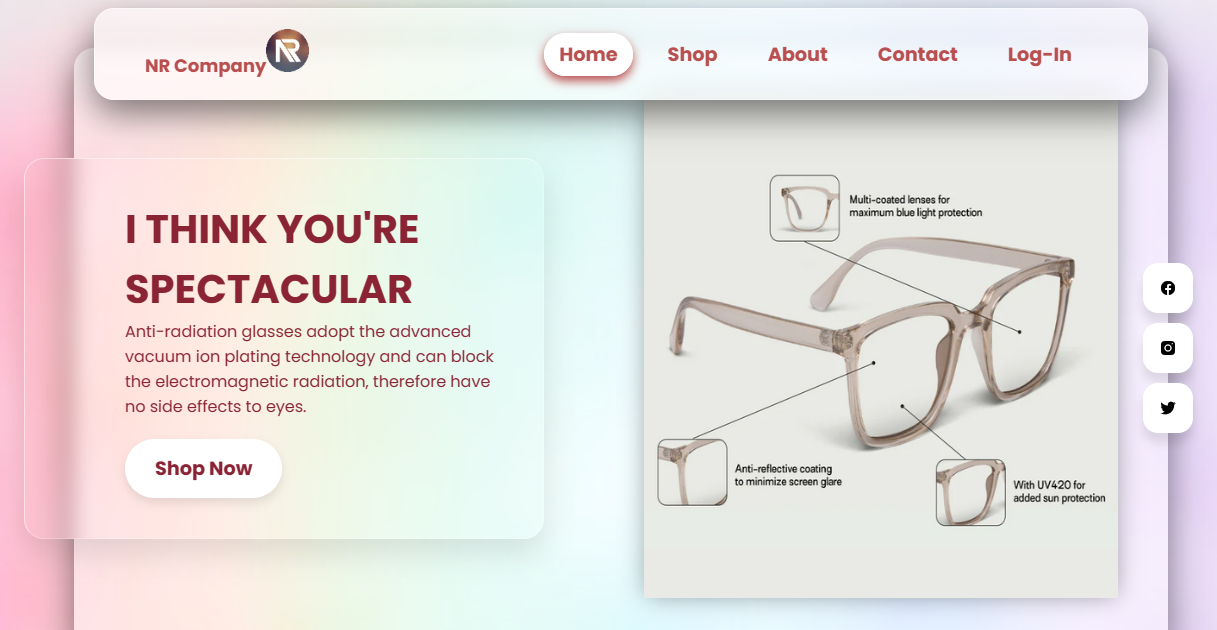 NR Company
NR
Home
Shop
About
Contact
Log-In
I THINK YOU'RE
SPECTACULAR
Anti-radiation glasses adopt the advanced
vacuum ion plating technology and can block
the electromagnetic radiation, therefore have
no side effects to eyes.
Shop Now
Multi-coated lenses for
maximum blue light protection
Anti-reflective coating
to minimize screen glare
With UV420 for
added sun protection